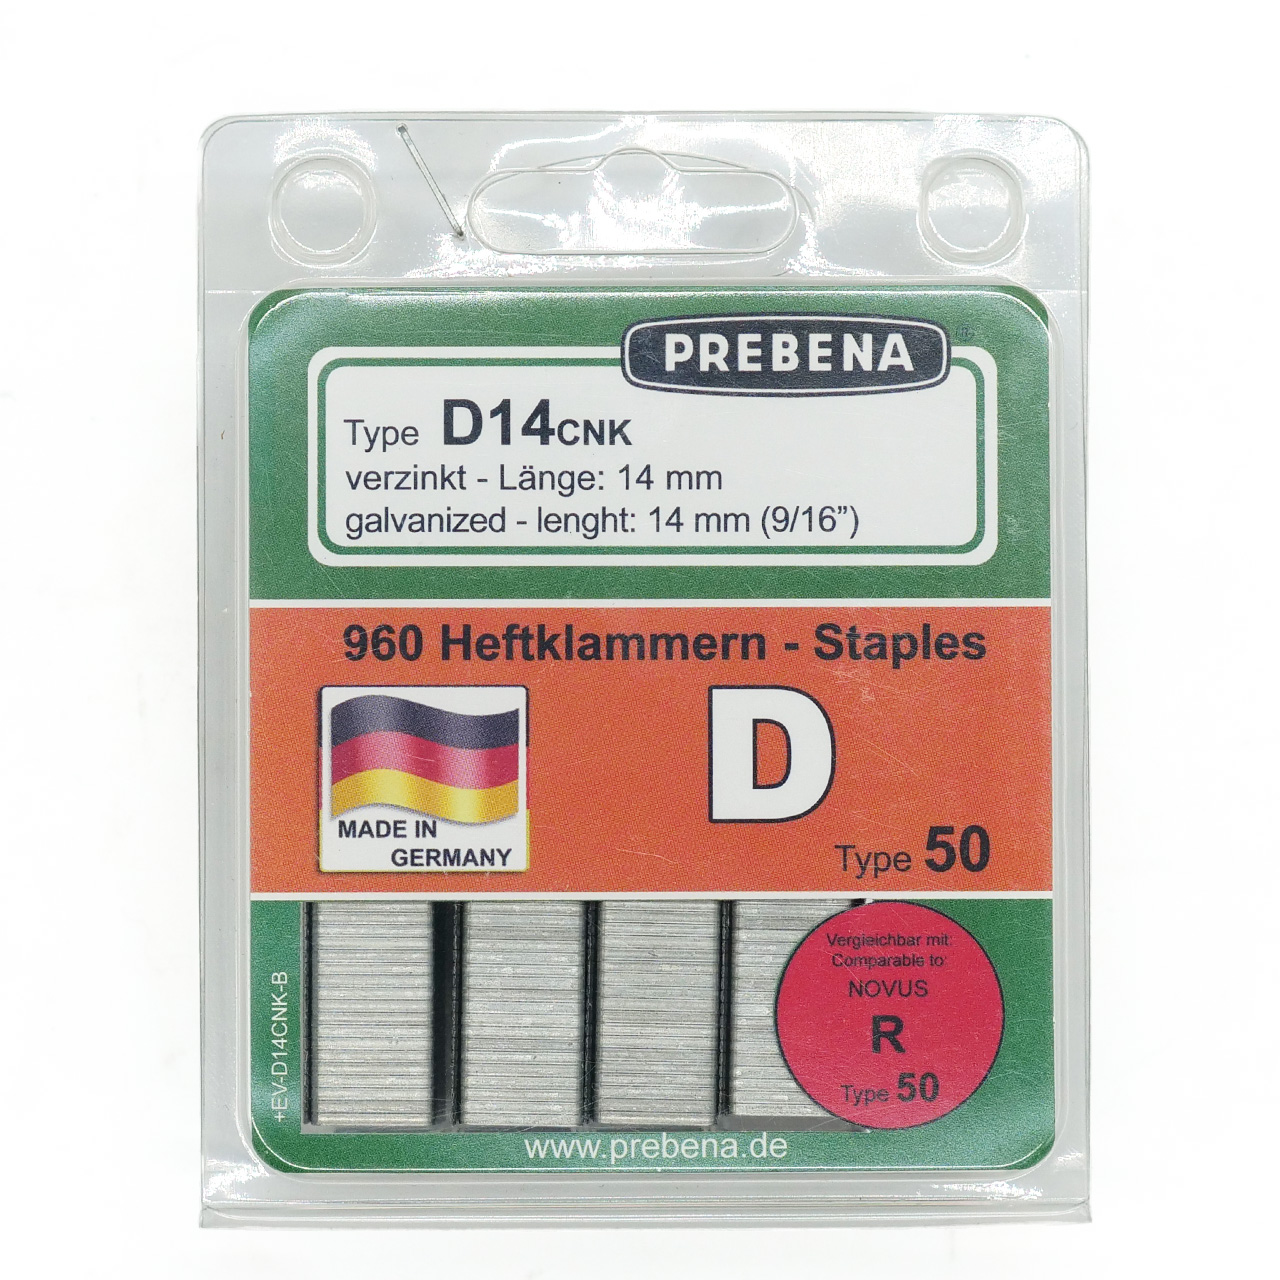 PREBENA
Type D14CNK
verzinkt - Länge: 14 mm
galvanized - lenght: 14 mm (9/16”)
960 Heftklammern - Staples
MADE IN
GERMANY
D
Type 50
Vergleichbar mit:
Comparable to:
NOVUS
R
Type 50
+EV-D14CNK-B
www.prebena.de